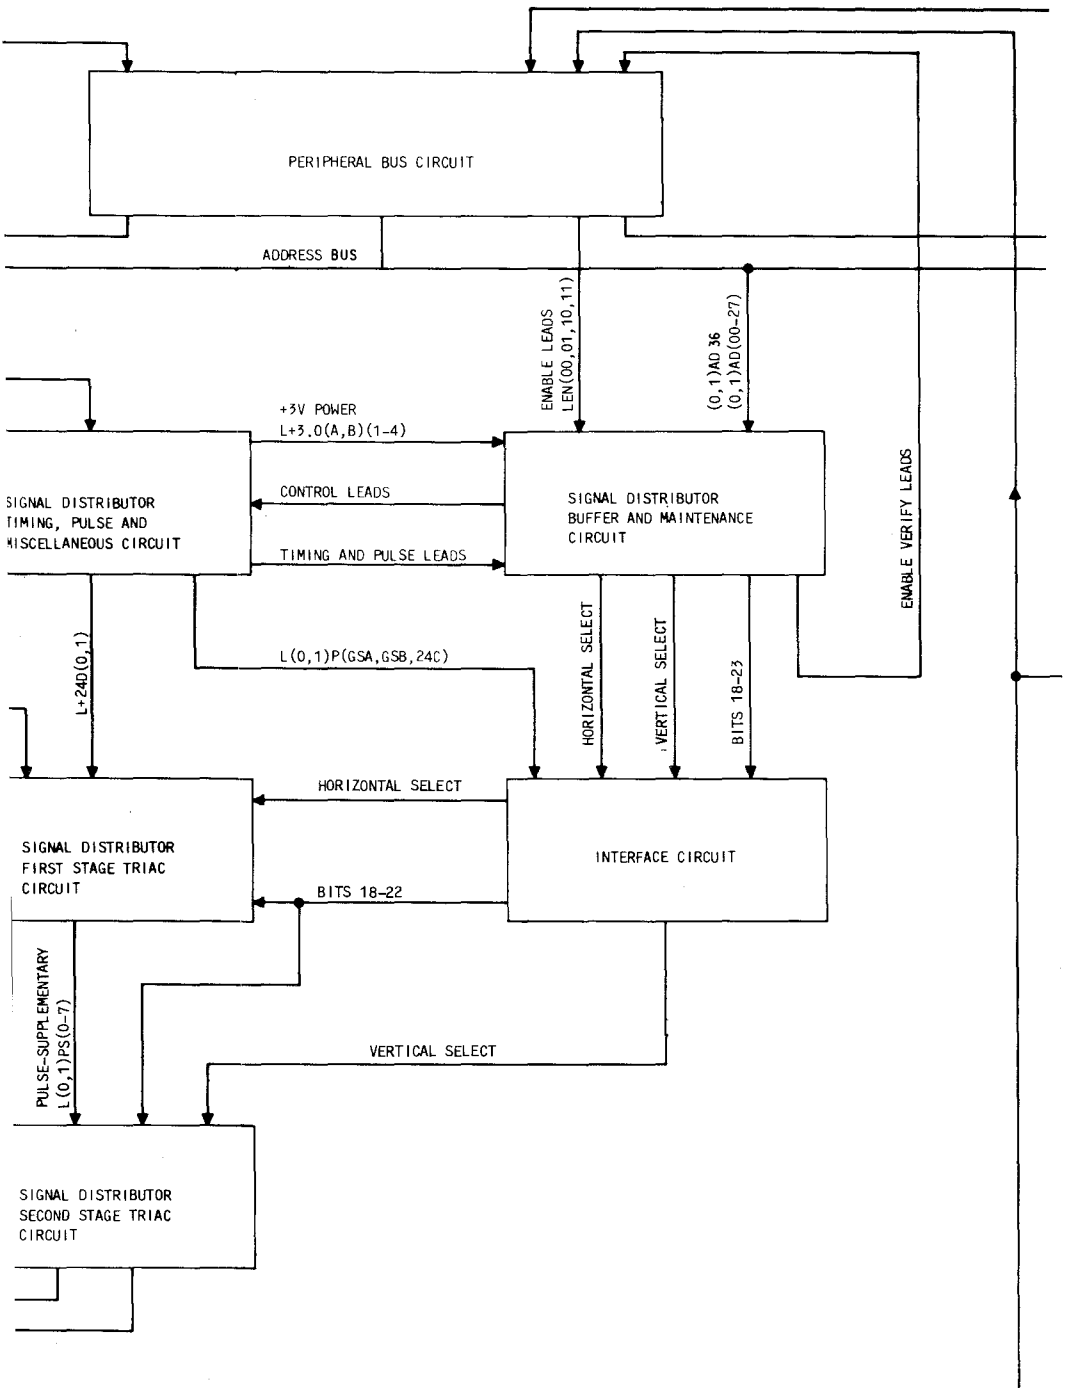 PERIPHERAL BUS CIRCUIT
ADDRESS BUS
ENABLE LEADS
LEN(00,01,10,11)
(0,1)AD 36
(0,1)AD(00-27)
+3V POWER
L+3.0(A,B)(1-4)
CONTROL LEADS
TIMING AND PULSE LEADS
SIGNAL DISTRIBUTOR
TIMING, PULSE AND
MISCELLANEOUS CIRCUIT
SIGNAL DISTRIBUTOR
BUFFER AND MAINTENANCE
CIRCUIT
ENABLE VERIFY LEADS
L+24D(0,1)
L(0,1)P(GSA,GSB,24C)
HORIZONTAL SELECT
VERTICAL SELECT
BITS 18-23
HORIZONTAL SELECT
SIGNAL DISTRIBUTOR
FIRST STAGE TRIAC
CIRCUIT
INTERFACE CIRCUIT
BITS 18-22
PULSE-SUPPLEMENTARY
L(0,1)PS(0-7)
VERTICAL SELECT
SIGNAL DISTRIBUTOR
SECOND STAGE TRIAC
CIRCUIT